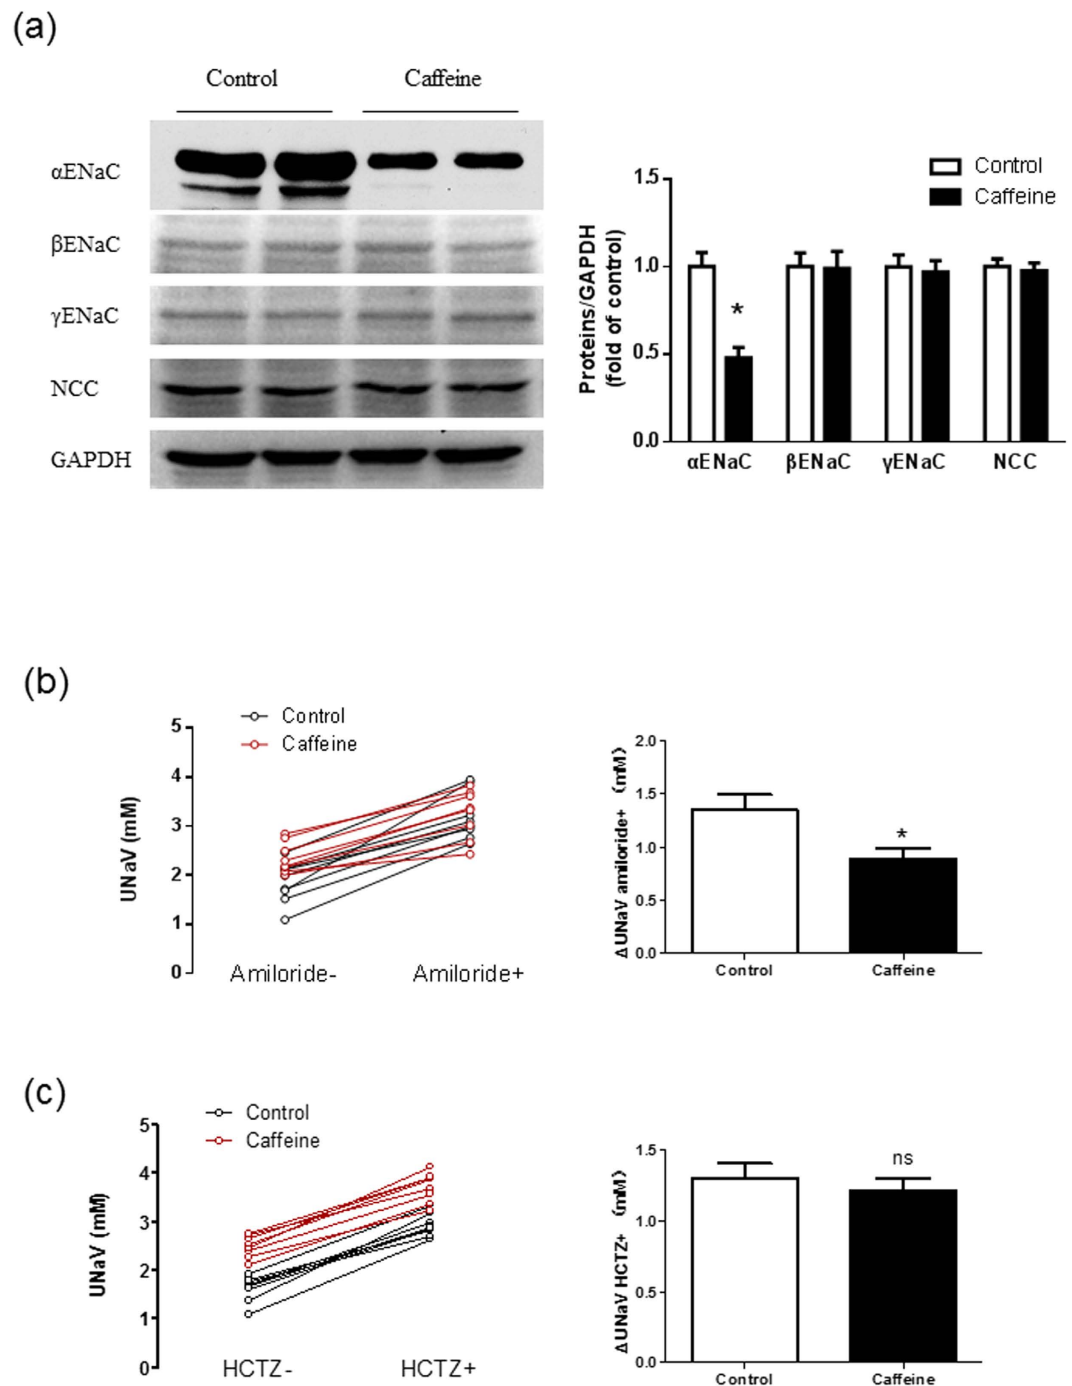 (a)
Control Caffeine
αENaC
βENaC
γENaC
NCC
GAPDH
Control
Caffeine
Proteins/GAPDH
(fold of control)
1.5
1.0
0.5
0.0
αENaC βENaC γENaC NCC
*
(b)
Control
Caffeine
UNaV (mM)
5
4
3
2
1
0
Amiloride- Amiloride+
ΔUNaV amiloride+ (mM)
2.0
1.5
1.0
0.5
0.0
*
Control Caffeine
(c)
Control
Caffeine
UNaV (mM)
5
4
3
2
1
0
HCTZ- HCTZ+
ΔUNaV HCTZ+ (mM)
1.5
1.0
0.5
0.0
ns
Control Caffeine